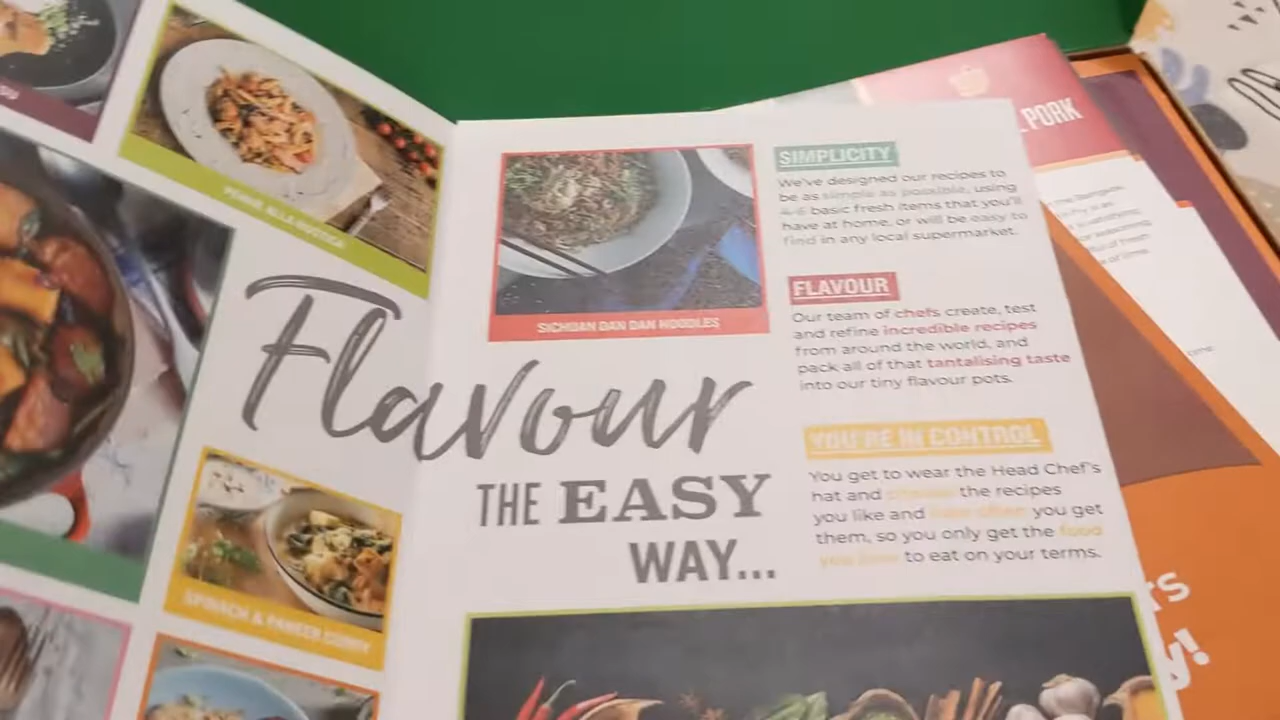 PENNE ALLA RUSTICA
SPINACH & PANEER CURRY
Flavour
THE EASY
WAY...
SICHUAN DAN DAN NOODLES
SIMPLICITY
We've designed our recipes to
be as simple as possible, using
4-6 basic fresh items that you'll
have at home, or will be easy to
find in any local supermarket.
FLAVOUR
Our team of chefs create, test
and refine incredible recipes
from around the world, and
pack all of that tantalising taste
into our tiny flavour pots.
YOU'RE IN CONTROL
You get to wear the Head Chef's
hat and choose the recipes
you like and how often you get
them, so you only get the food
you love to eat on your terms.
PORK